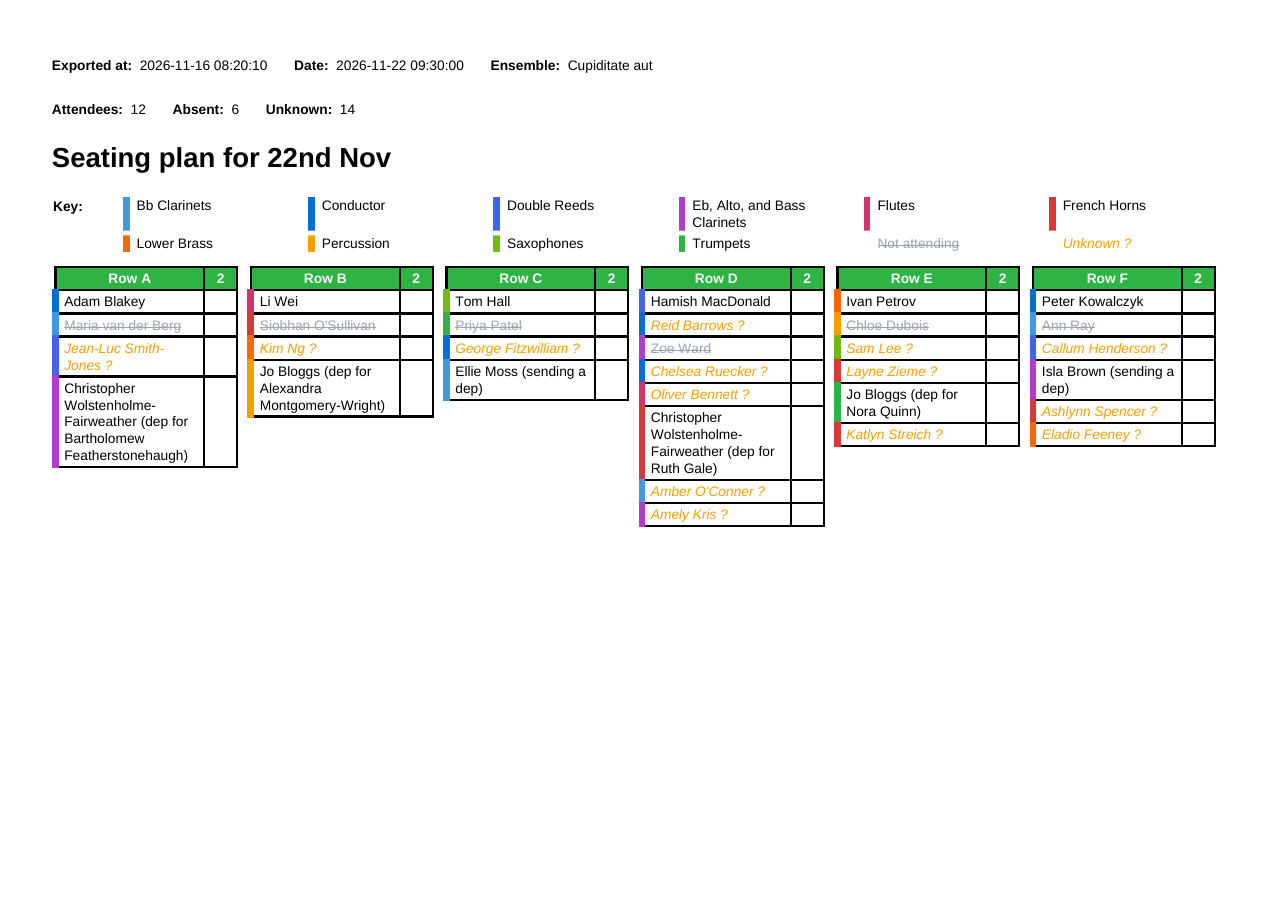 Exported at: 2026-11-16 08:20:10 Date: 2026-11-22 09:30:00 Ensemble: Cupiditate aut
Attendees: 12 Absent: 6 Unknown: 14
Seating plan for 22nd Nov
Key:
Bb Clarinets
Conductor
Double Reeds
Eb, Alto, and Bass
Clarinets
Flutes
French Horns
Lower Brass
Percussion
Saxophones
Trumpets
Not attending
Unknown ?
Row A 2
Adam Blakey
Maria van der Berg
Jean-Luc Smith-
Jones ?
Christopher
Wolstenholme-
Fairweather (dep for
Bartholomew
Featherstonehaugh)
Row B 2
Li Wei
Siobhan O'Sullivan
Kim Ng ?
Jo Bloggs (dep for
Alexandra
Montgomery-Wright)
Row C 2
Tom Hall
Priya Patel
George Fitzwilliam ?
Ellie Moss (sending a
dep)
Row D 2
Hamish MacDonald
Reid Barrows ?
Zoe Ward
Chelsea Ruecker ?
Oliver Bennett ?
Christopher
Wolstenholme-
Fairweather (dep for
Ruth Gale)
Amber O'Conner ?
Amely Kris ?
Row E 2
Ivan Petrov
Chloe Dubois
Sam Lee ?
Layne Zieme ?
Jo Bloggs (dep for
Nora Quinn)
Katlyn Streich ?
Row F 2
Peter Kowalczyk
Ann Ray
Callum Henderson ?
Isla Brown (sending a
dep)
Ashlynn Spencer ?
Eladio Feeney ?